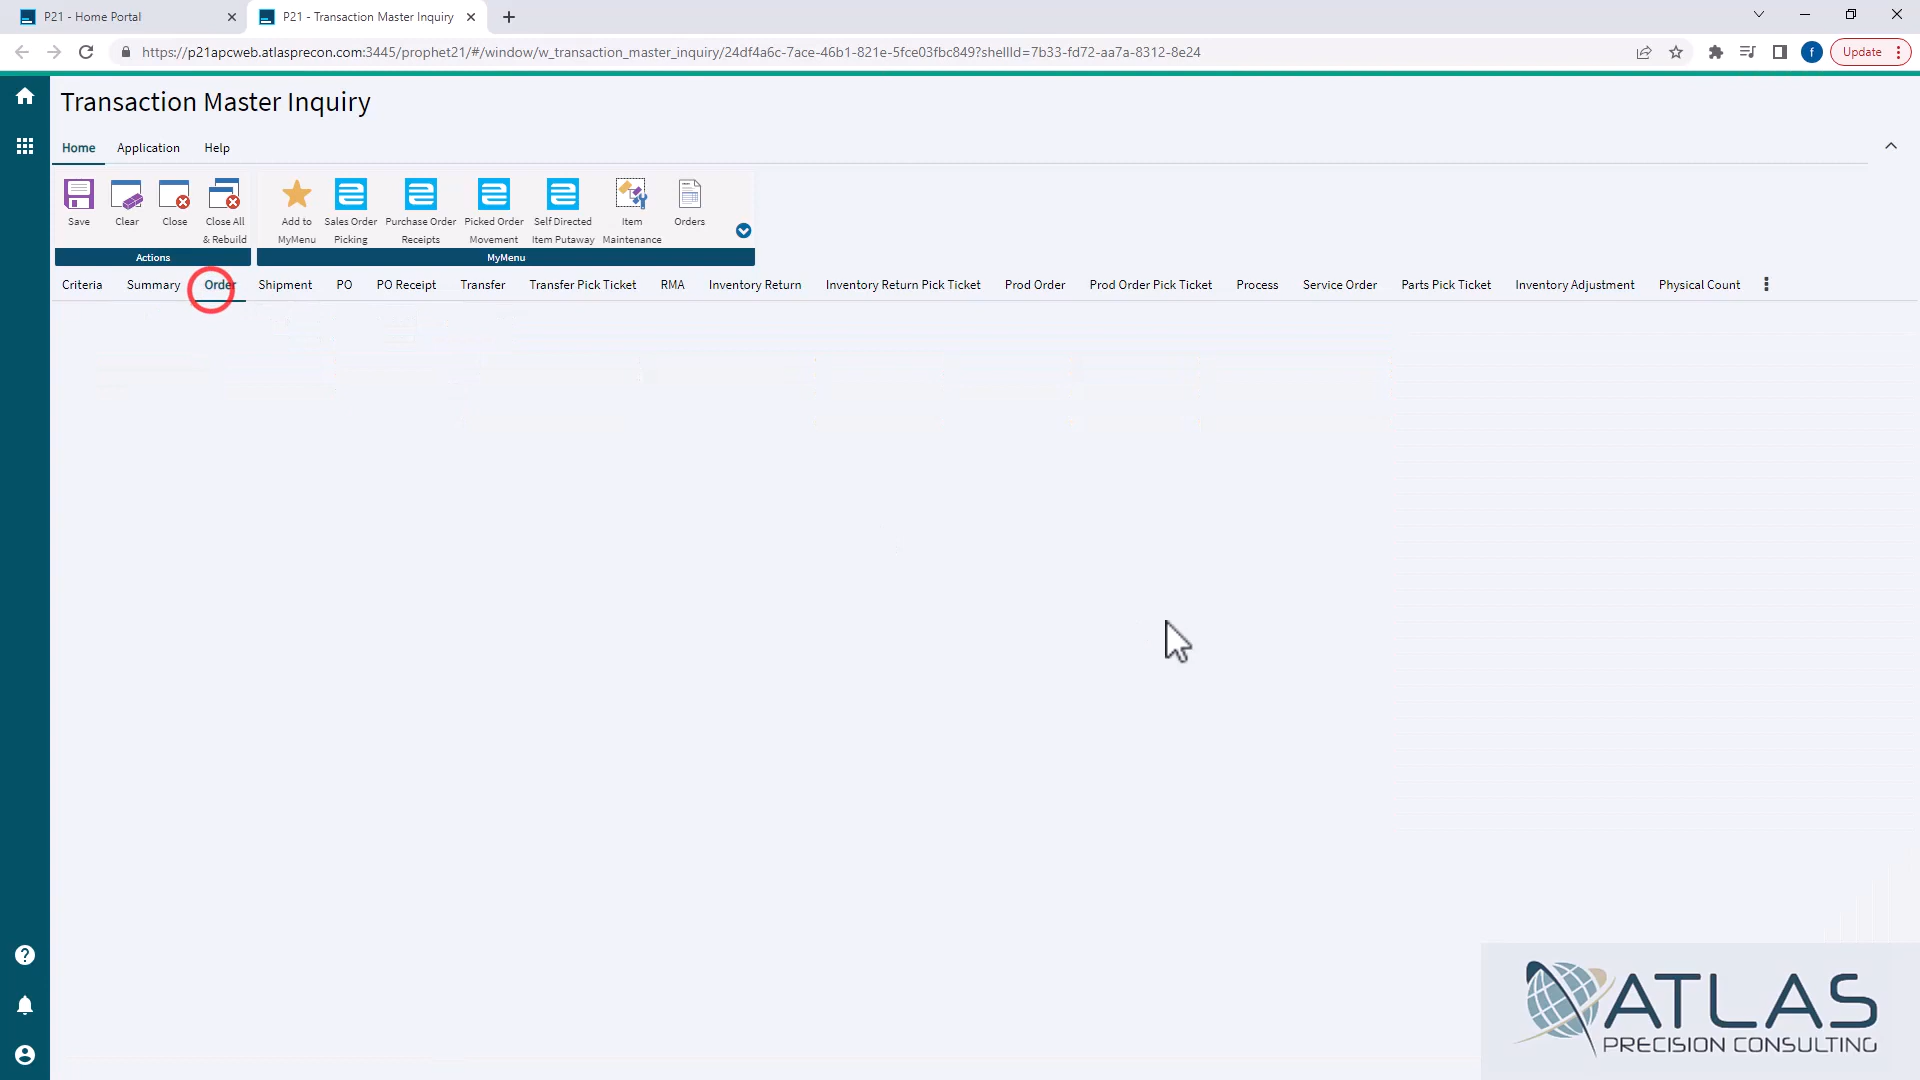 P21 - Home Portal
P21 - Transaction Master Inquiry
https://p21apcweb.atlasprecon.com:3445/prophet21/#/window/w_transaction_master_inquiry/24df4a6c-7ace-46b1-821e-5fce03fbc849?shellId=7b33-fd72-aa7a-8312-8e24
f
Update
Transaction Master Inquiry
Home Application Help
Save
Clear
Close
Close All
& Rebuild
Add to
MyMenu
Sales Order
Picking
Purchase Order
Receipts
Picked Order
Movement
Self Directed
Item Putaway
Item
Maintenance
Orders
Actions
MyMenu
Criteria Summary Order Shipment PO PO Receipt Transfer Transfer Pick Ticket RMA Inventory Return Inventory Return Pick Ticket Prod Order Prod Order Pick Ticket Process Service Order Parts Pick Ticket Inventory Adjustment Physical Count
ATLAS
PRECISION CONSULTING